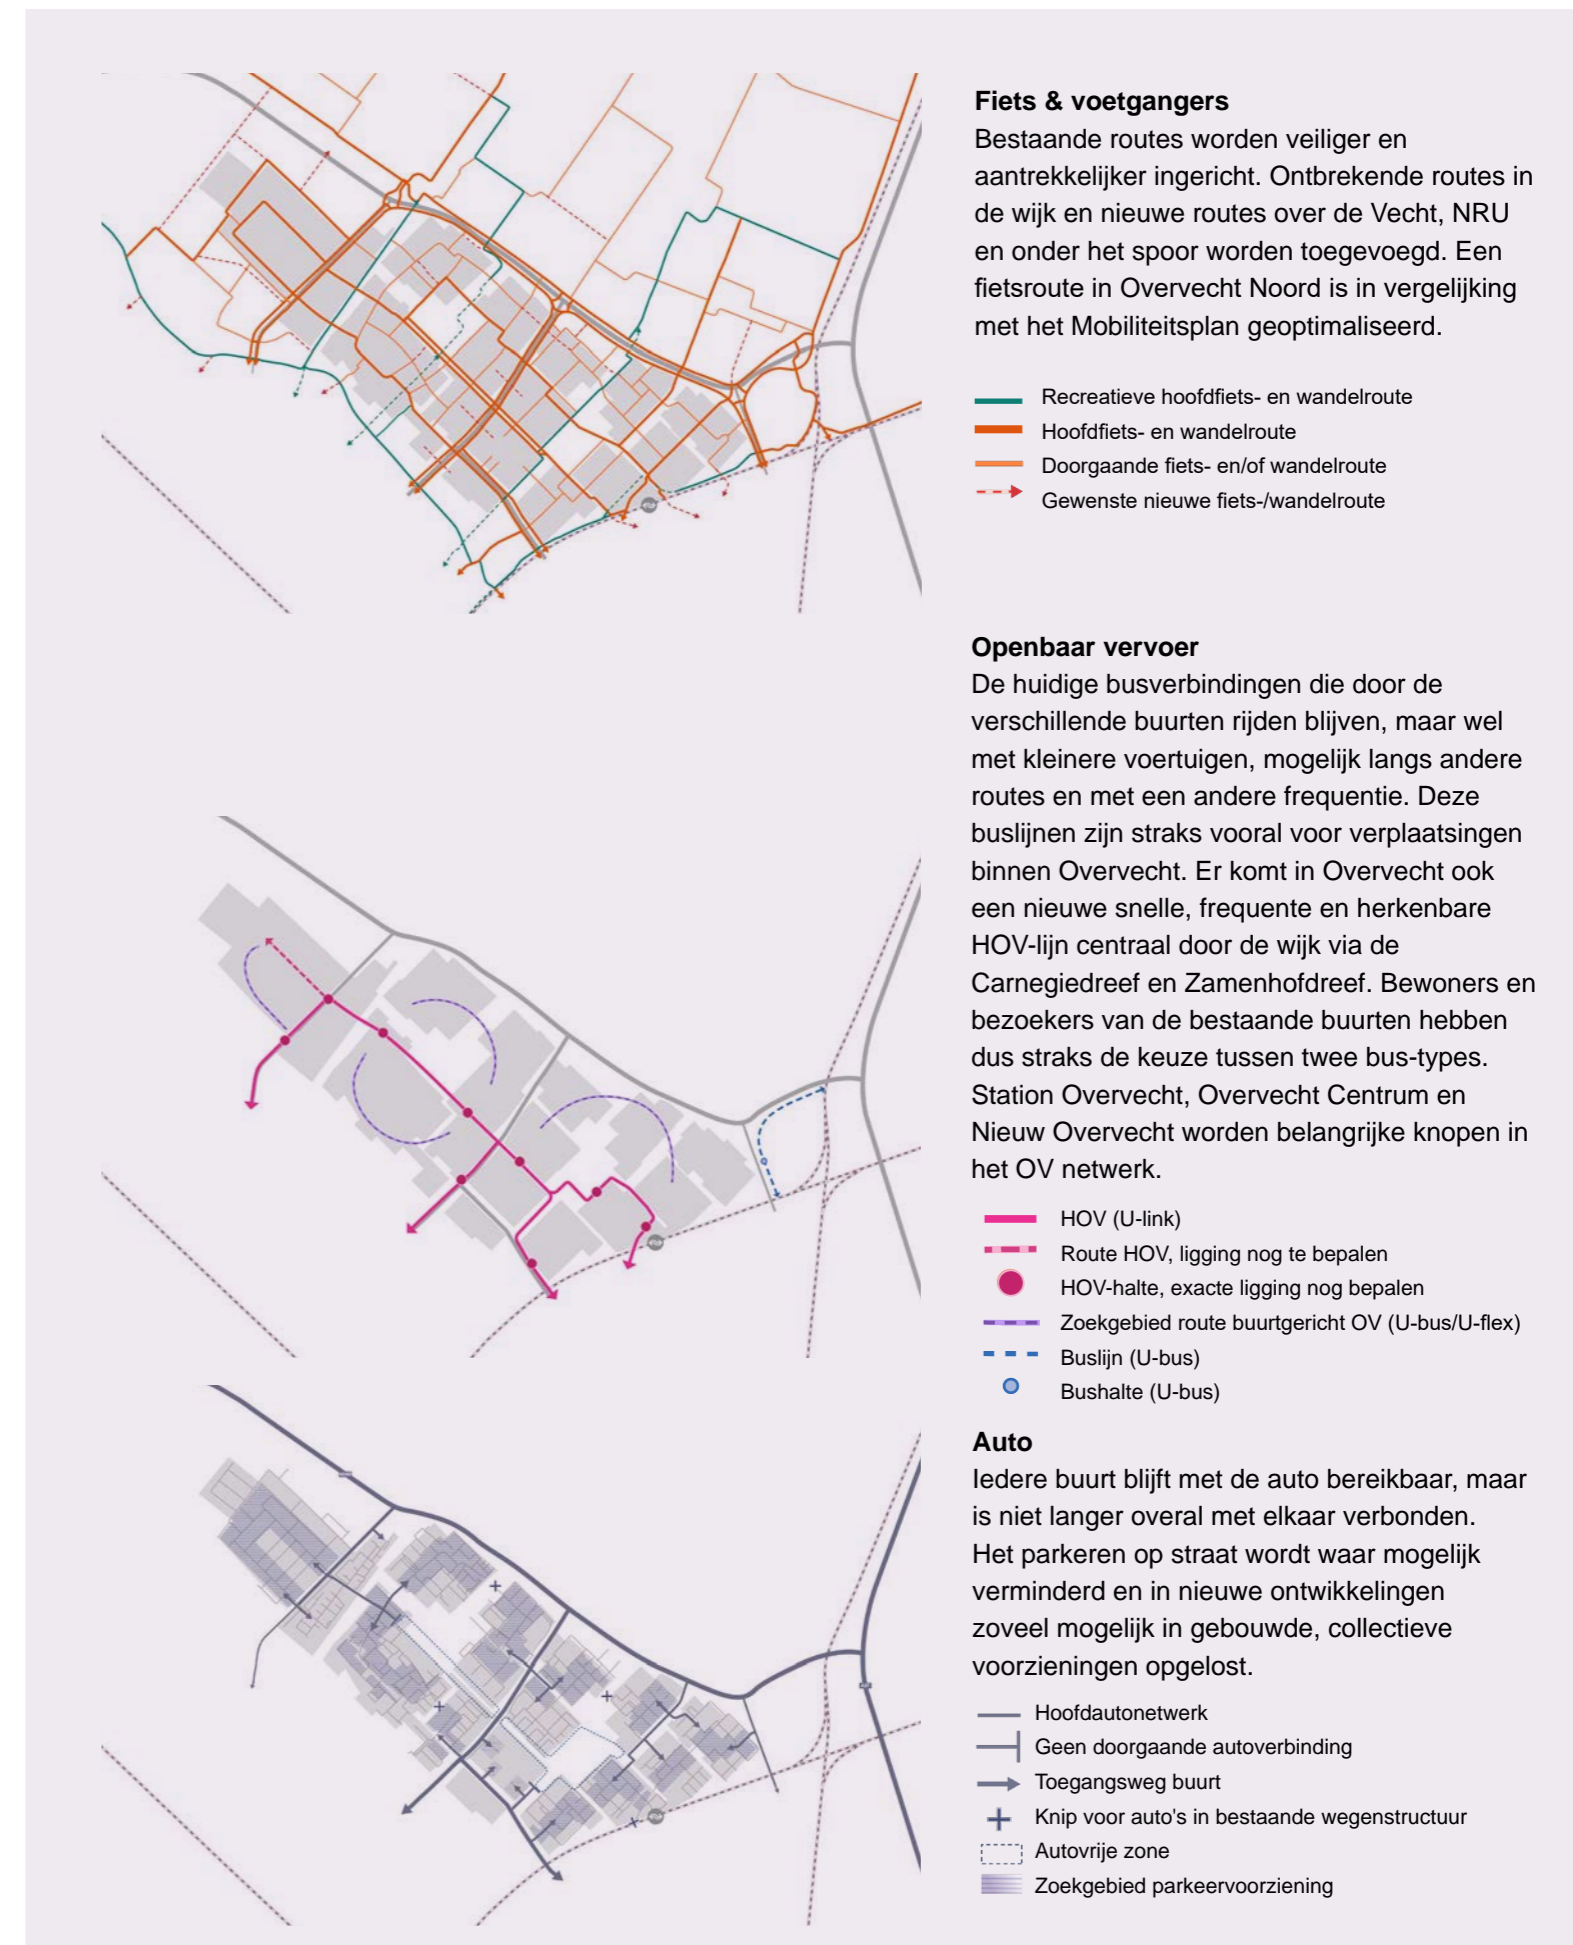 Fiets & voetgangers
Bestaande routes worden veiliger en
aantrekkelijker ingericht. Ontbrekende routes in
de wijk en nieuwe routes over de Vecht, NRU
en onder het spoor worden toegevoegd. Een
fietsroute in Overvecht Noord is in vergelijking
met het Mobiliteitsplan geoptimaliseerd.
Recreatieve hoofdfiets- en wandelroute
Hoofdfiets- en wandelroute
Doorgaande fiets- en/of wandelroute
Gewenste nieuwe fiets-/wandelroute
Openbaar vervoer
De huidige busverbindingen die door de
verschillende buurten rijden blijven, maar wel
met kleinere voertuigen, mogelijk langs andere
routes en met een andere frequentie. Deze
buslijnen zijn straks vooral voor verplaatsingen
binnen Overvecht. Er komt in Overvecht ook
een nieuwe snelle, frequente en herkenbare
HOV-lijn centraal door de wijk via de
Carnegiedreef en Zamenhofdreef. Bewoners en
bezoekers van de bestaande buurten hebben
dus straks de keuze tussen twee bus-types.
Station Overvecht, Overvecht Centrum en
Nieuw Overvecht worden belangrijke knopen in
het OV netwerk.
HOV (U-link)
Route HOV, ligging nog te bepalen
HOV-halte, exacte ligging nog bepalen
Zoekgebied route buurtgericht OV (U-bus/U-flex)
Buslijn (U-bus)
Bushalte (U-bus)
Auto
Iedere buurt blijft met de auto bereikbaar, maar
is niet langer overal met elkaar verbonden.
Het parkeren op straat wordt waar mogelijk
verminderd en in nieuwe ontwikkelingen
zoveel mogelijk in gebouwde, collectieve
voorzieningen opgelost.
Hoofdautonetwerk
Geen doorgaande autoverbinding
Toegangsweg buurt
Knip voor auto's in bestaande wegenstructuur
Autovrije zone
Zoekgebied parkeervoorziening